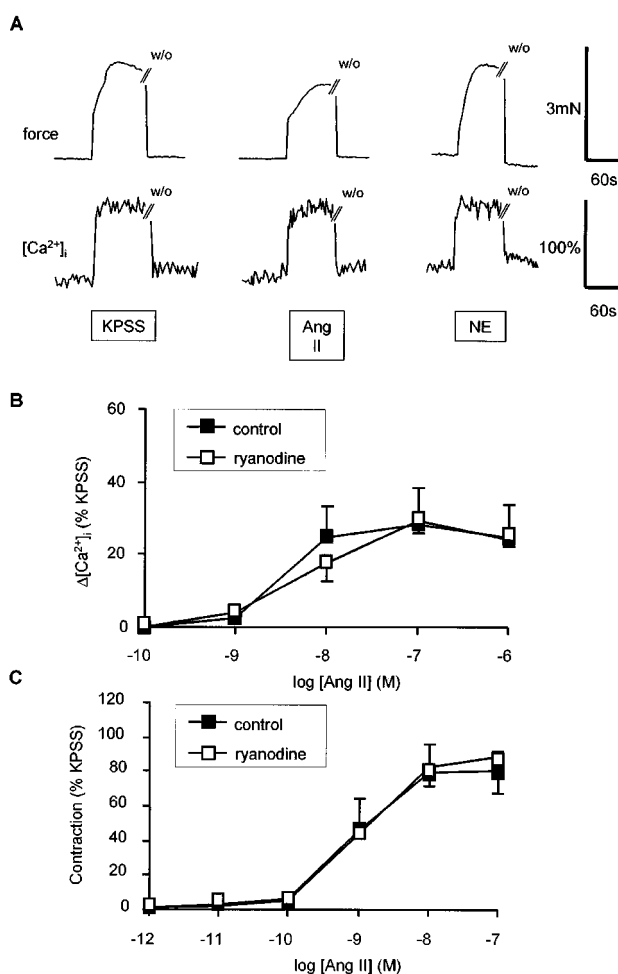 A
w/o
w/o
w/o
force
3mN
60s
w/o
w/o
w/o
[Ca²⁺]ᵢ
100%
60s
KPSS
Ang
II
NE
B
60
40
20
0
control
ryanodine
Δ[Ca²⁺]ᵢ (% KPSS)
-10 -9 -8 -7 -6
log [Ang II] (M)
C
120
100
80
60
40
20
0
control
ryanodine
Contraction (% KPSS)
-12 -11 -10 -9 -8 -7
log [Ang II] (M)